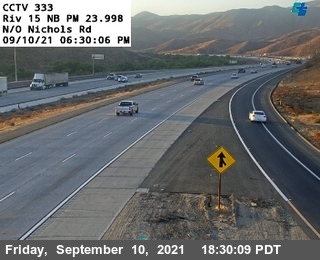 CCTV 333
Riv 15 NB PM 23.998
N/O Nichols Rd
09/10/21 06:30:06 PM
Friday, September 10, 2021 18:30:09 PDT